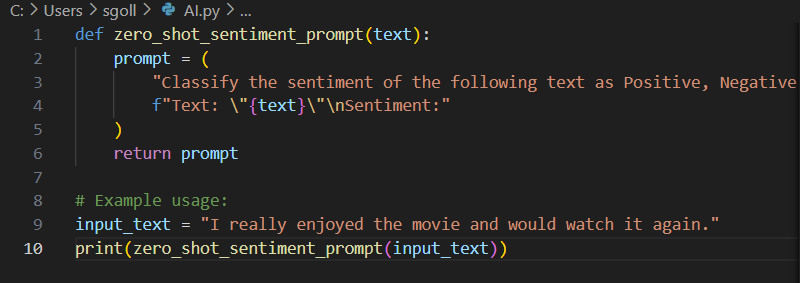 C: > Users > sgoll > AI.py > ...
1 def zero_shot_sentiment_prompt(text):
2     prompt = (
3         "Classify the sentiment of the following text as Positive, Negative
4         f"Text: \"{text}\"\nSentiment:"
5     )
6     return prompt
7
8 # Example usage:
9 input_text = "I really enjoyed the movie and would watch it again."
10 print(zero_shot_sentiment_prompt(input_text))